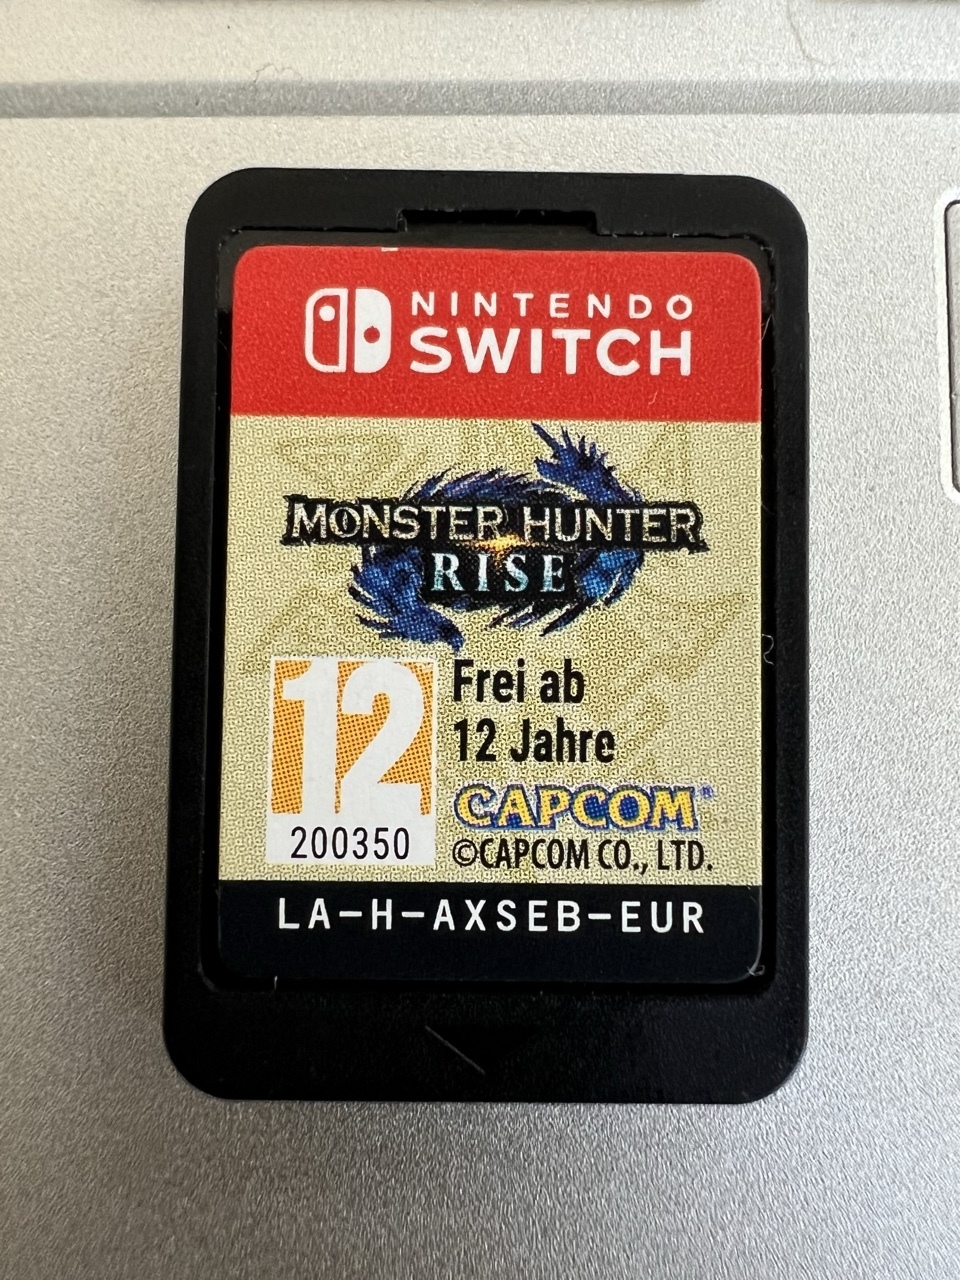 NINTENDO
SWITCH
MONSTER HUNTER
RISE
12
200350
Frei ab
12 Jahre
CAPCOM®
©CAPCOM CO., LTD.
LA-H-AXSEB-EUR